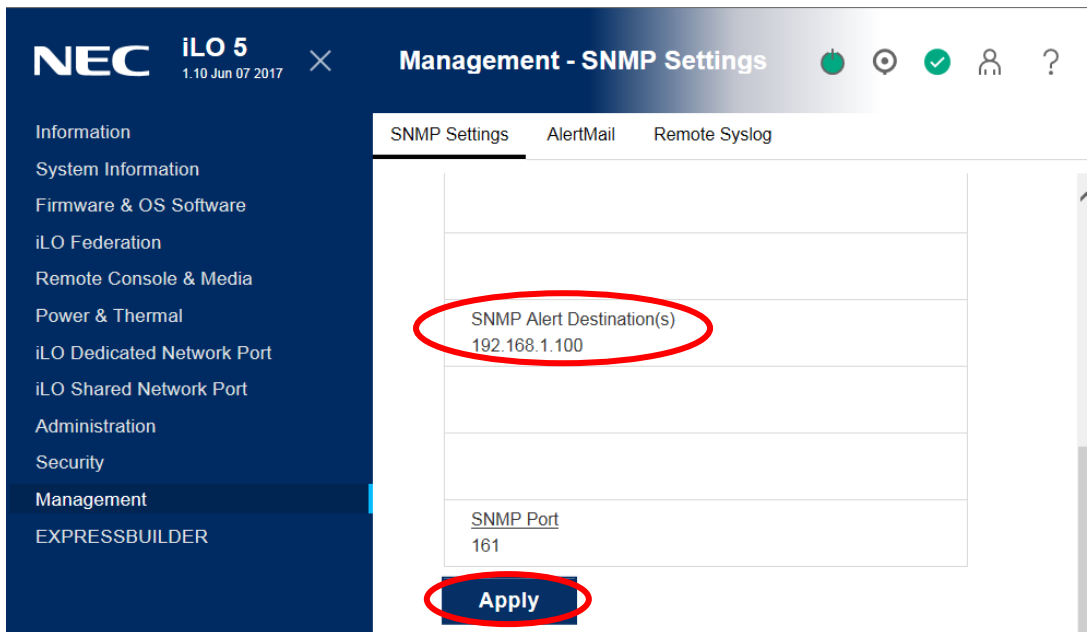 NEC
iLO 5
1.10 Jun 07 2017
Management - SNMP Settings
Information
System Information
Firmware & OS Software
iLO Federation
Remote Console & Media
Power & Thermal
iLO Dedicated Network Port
iLO Shared Network Port
Administration
Security
Management
EXPRESSBUILDER
SNMP Settings
AlertMail
Remote Syslog
SNMP Alert Destination(s)
192.168.1.100
SNMP Port
161
Apply